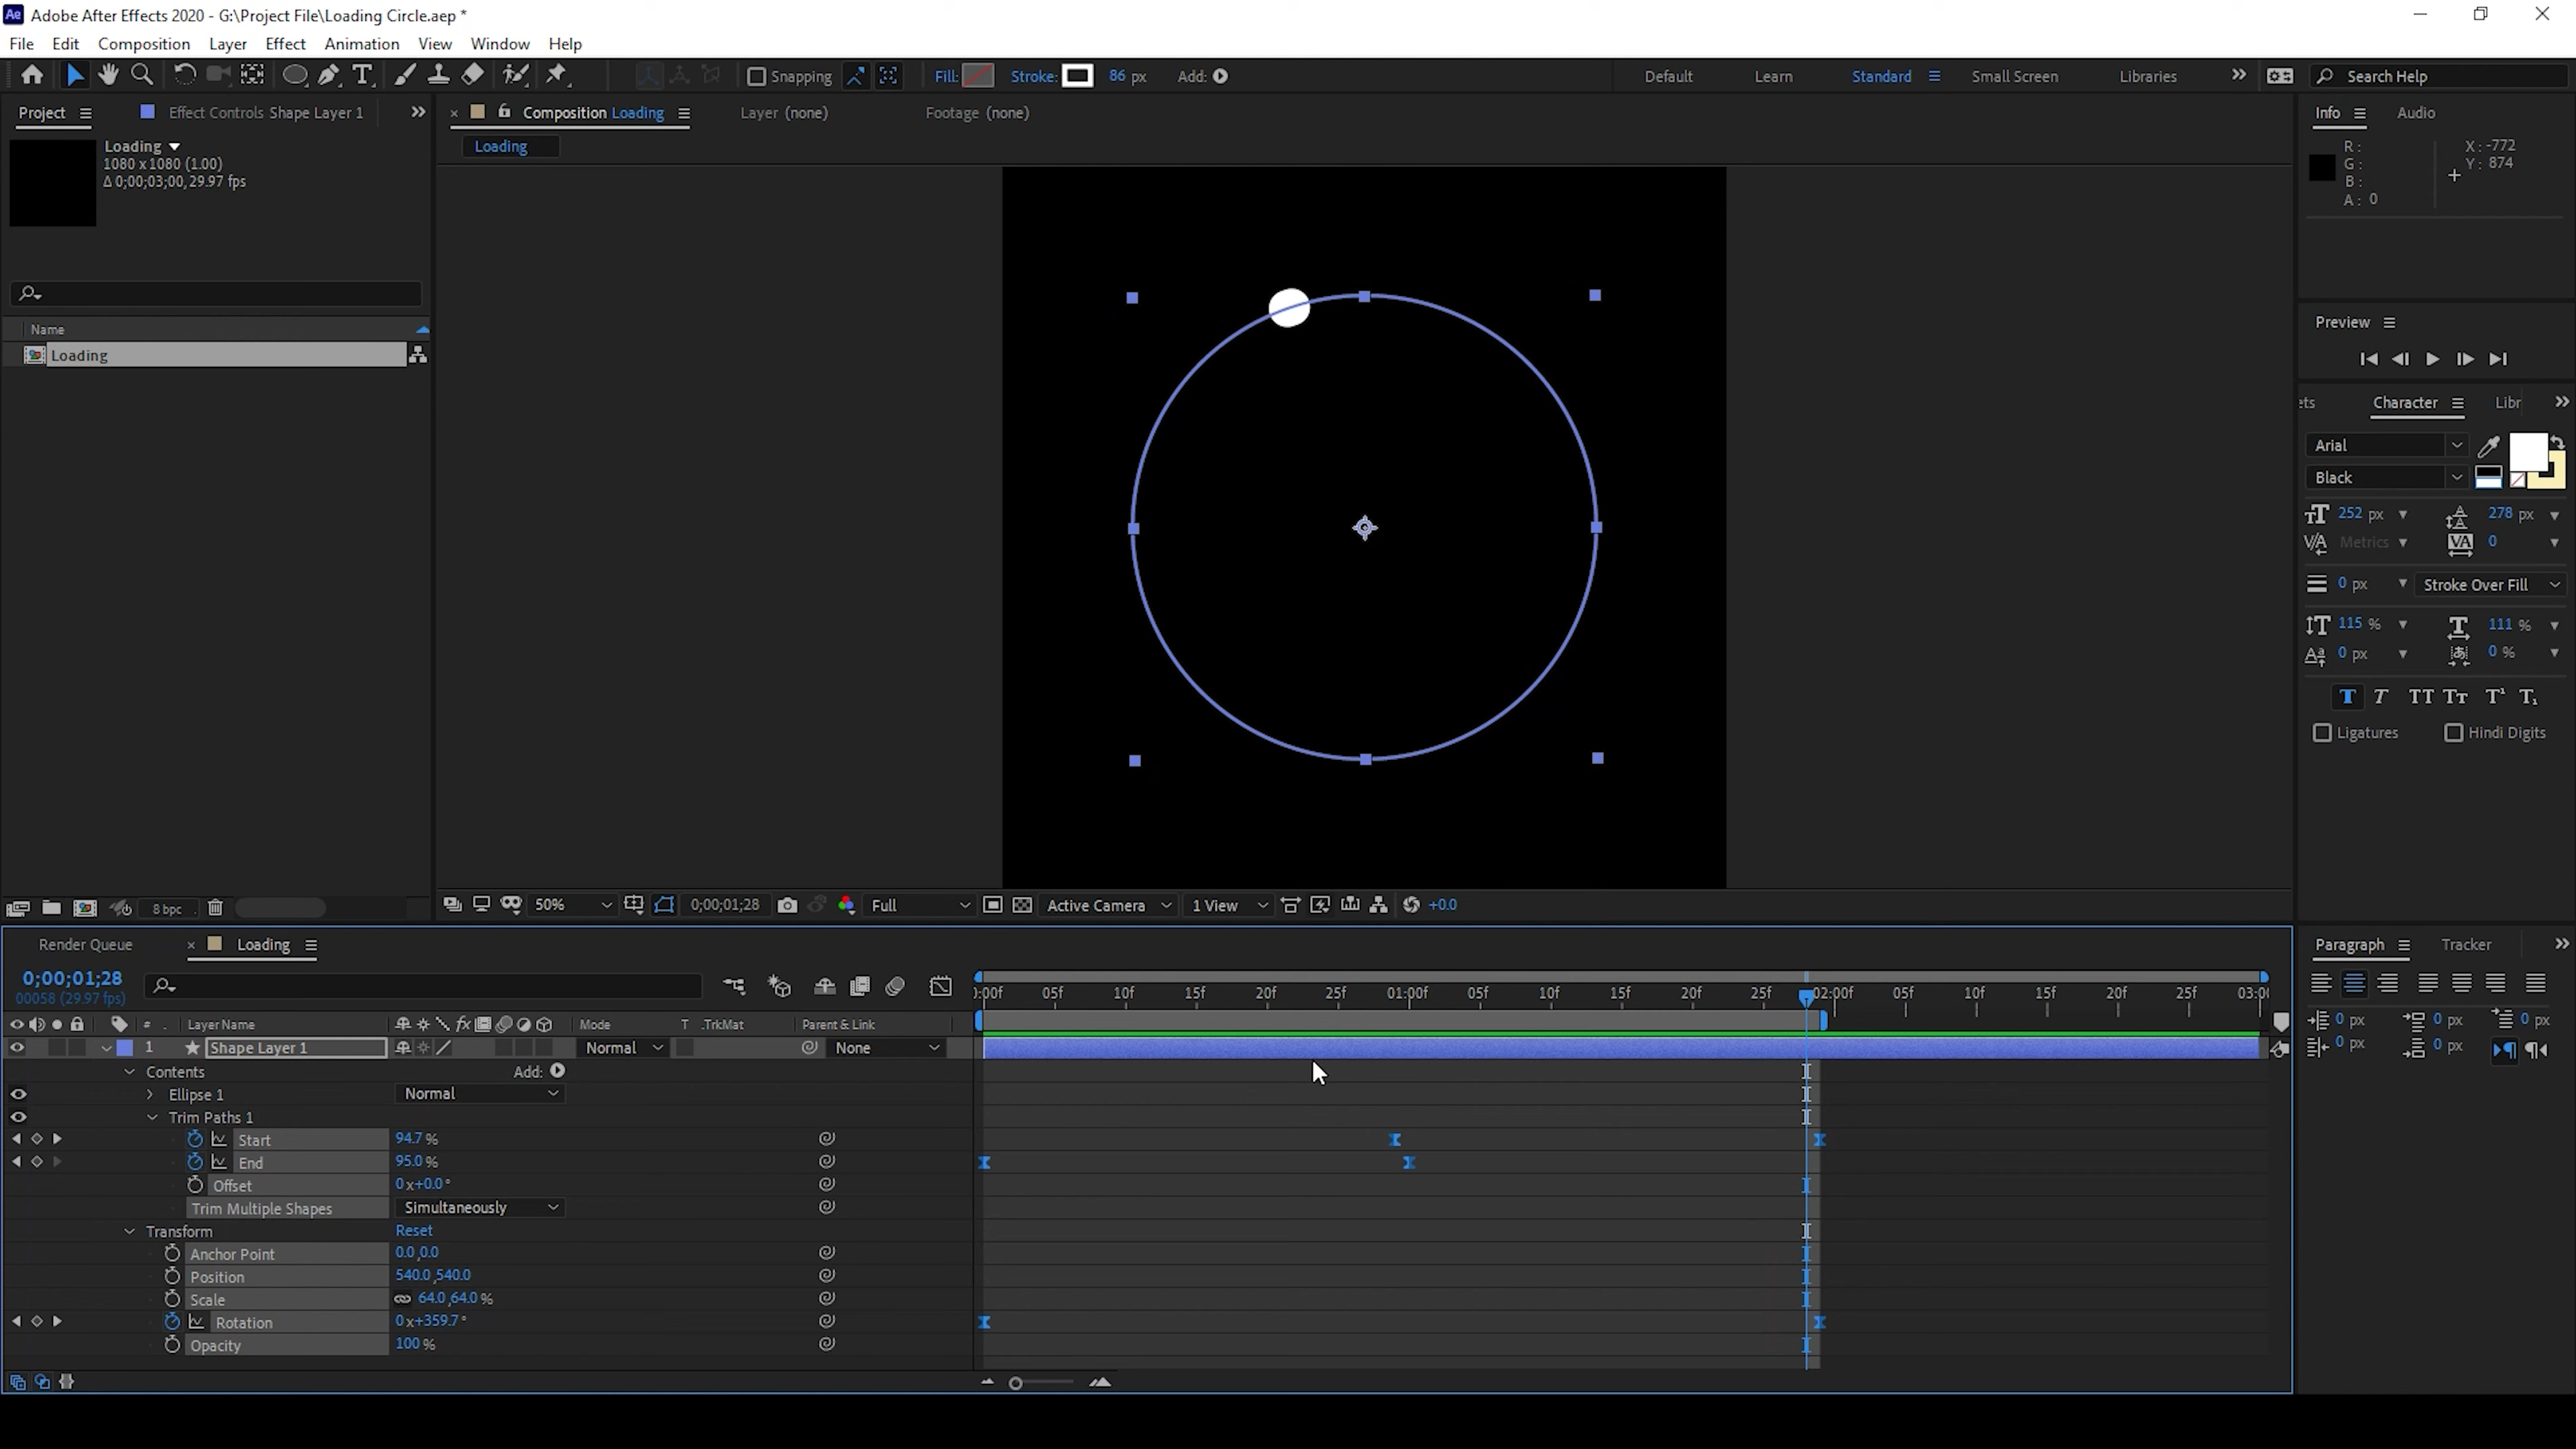 Ae Adobe After Effects 2020 - G:\Project File\Loading Circle.aep *
File Edit Composition Layer Effect Animation View Window Help
Snapping Fill: Stroke: 86 px Add: Default Learn Standard Small Screen Libraries Search Help
Project Effect Controls Shape Layer 1 Composition Loading Layer (none) Footage (none) Info Audio
Loading
1080 x 1080 (1.00)
Δ 0;00;03;00, 29.97 fps
Loading
R :
G :
B :
A : 0
X : -772
Y : 874
Name
Loading
Preview
ets Character Libr
Arial
Black
252 px 278 px
Metrics 0
0 px Stroke Over Fill
115 % 111 %
0 px 0 %
T T TT Tт T¹ T₁
Ligatures Hindi Digits
8 bpc
50% 0;00;01;28 Full Active Camera 1 View +0.0
Render Queue Loading
Paragraph Tracker
0;00;01;28
00058 (29.97 fps)
):00f 05f 10f 15f 20f 25f 01:00f 05f 10f 15f 20f 25f 02:00f 05f 10f 15f 20f 25f 03:0(
# Layer Name Mode T .TrkMat Parent & Link
1 Shape Layer 1 Normal None
Contents Add:
Ellipse 1 Normal
Trim Paths 1
Start 94.7 %
End 95.0 %
Offset 0 x+0.0 °
Trim Multiple Shapes Simultaneously
Transform Reset
Anchor Point 0.0 ,0.0
Position 540.0 ,540.0
Scale 64.0 ,64.0 %
Rotation 0 x+359.7 °
Opacity 100 %
0 px 0 px 0 px
0 px 0 px